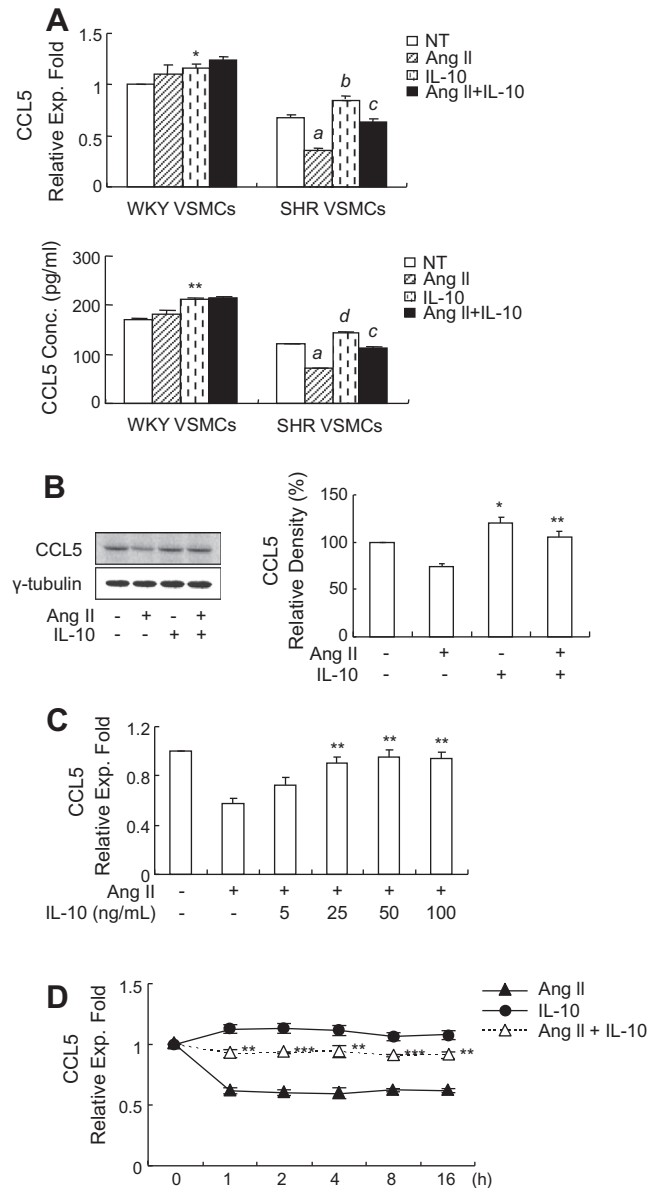 A
1.5
1
0.5
0
CCL5
Relative Exp. Fold
*
a
b
c
WKY VSMCs
SHR VSMCs
NT
Ang II
IL-10
Ang II+IL-10
300
200
100
0
CCL5 Conc. (pg/ml)
**
a
d
c
WKY VSMCs
SHR VSMCs
NT
Ang II
IL-10
Ang II+IL-10
B
CCL5
γ-tubulin
Ang II - + - +
IL-10 - - + +
CCL5
Relative Density (%)
150
100
50
0
*
**
Ang II - + - +
IL-10 - - + +
C
CCL5
Relative Exp. Fold
1.2
0.8
0.4
0
** ** **
Ang II - + + + + +
IL-10 (ng/mL) - - 5 25 50 100
D
CCL5
Relative Exp. Fold
1.5
1
0.5
0
** *** ** *** **
0 1 2 4 8 16 (h)
Ang II
IL-10
Ang II + IL-10